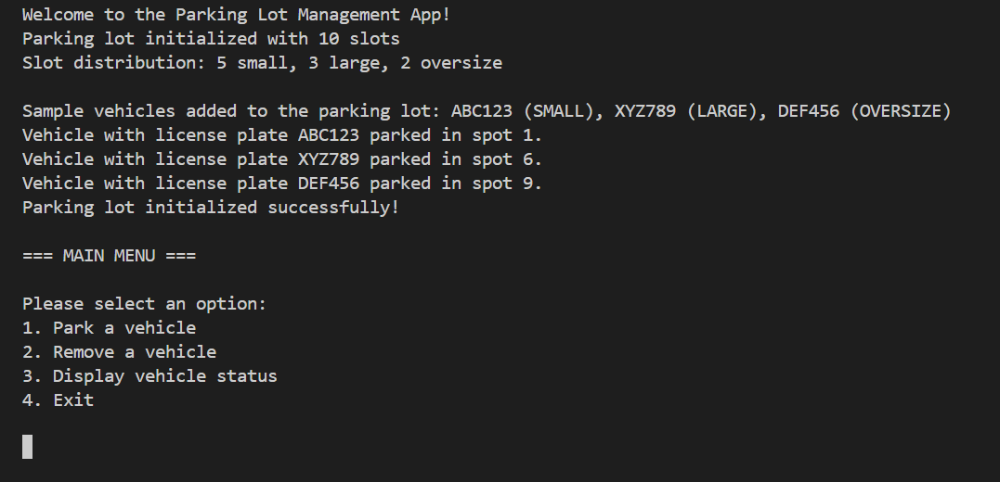 Welcome to the Parking Lot Management App!
Parking lot initialized with 10 slots
Slot distribution: 5 small, 3 large, 2 oversize
Sample vehicles added to the parking lot: ABC123 (SMALL), XYZ789 (LARGE), DEF456 (OVERSIZE)
Vehicle with license plate ABC123 parked in spot 1.
Vehicle with license plate XYZ789 parked in spot 6.
Vehicle with license plate DEF456 parked in spot 9.
Parking lot initialized successfully!
=== MAIN MENU ===
Please select an option:
1. Park a vehicle
2. Remove a vehicle
3. Display vehicle status
4. Exit